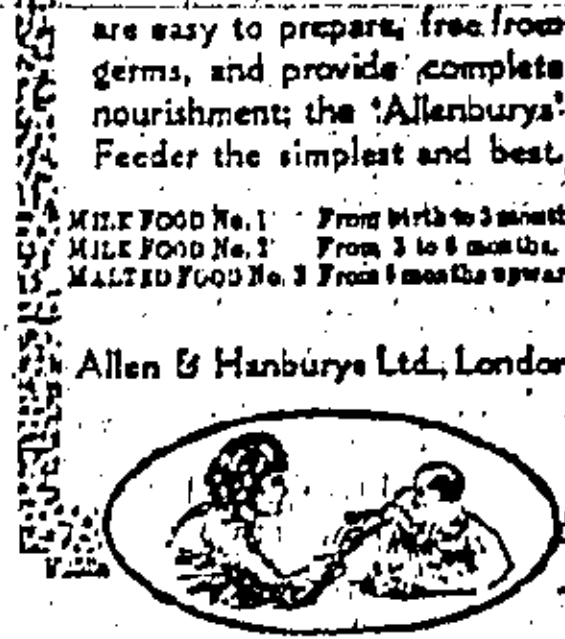 are easy to prepare, free from
germs, and provide complete
nourishment; the 'Allenburys'
Feeder the simplest and best.
MILK FOOD No. 1 From birth to 3 month
MILK FOOD No. 2 From 3 to 6 months.
MALTED FOOD No. 3 From 6 months upwar
Allen & Hanburys Ltd., London